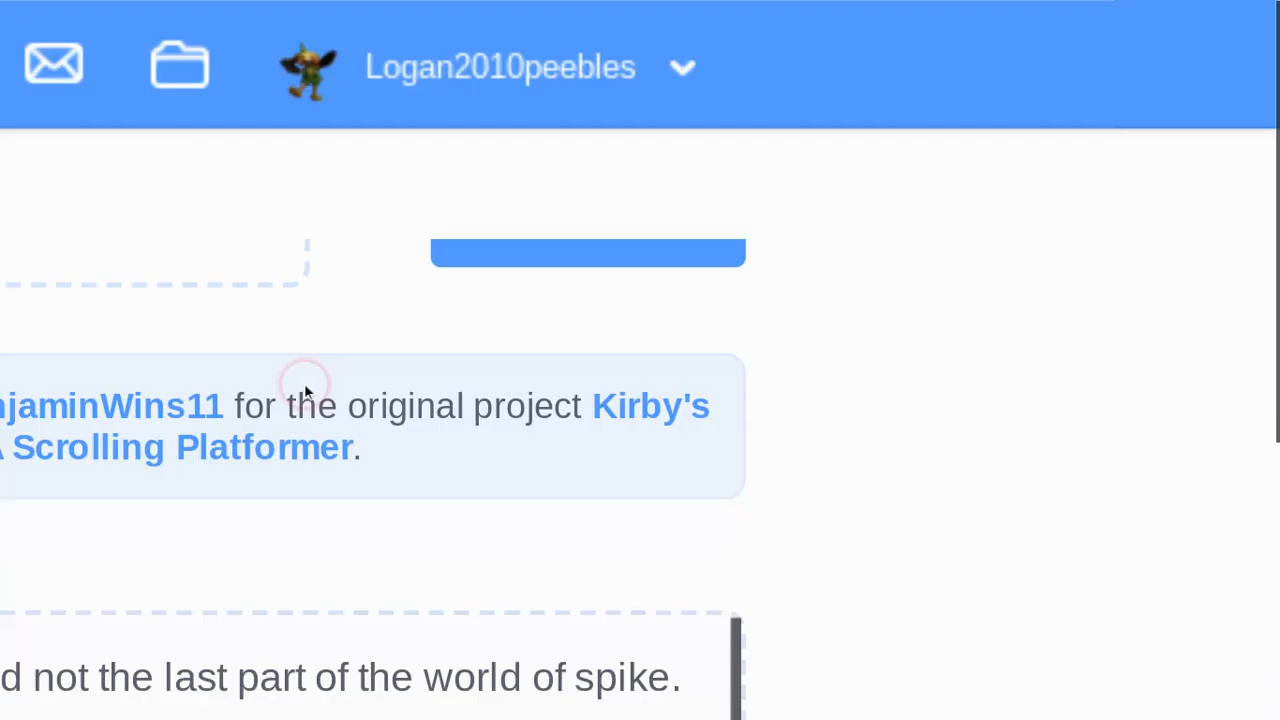 Logan2010peebles
njaminWins11 for the original project Kirby's
A Scrolling Platformer.
d not the last part of the world of spike.